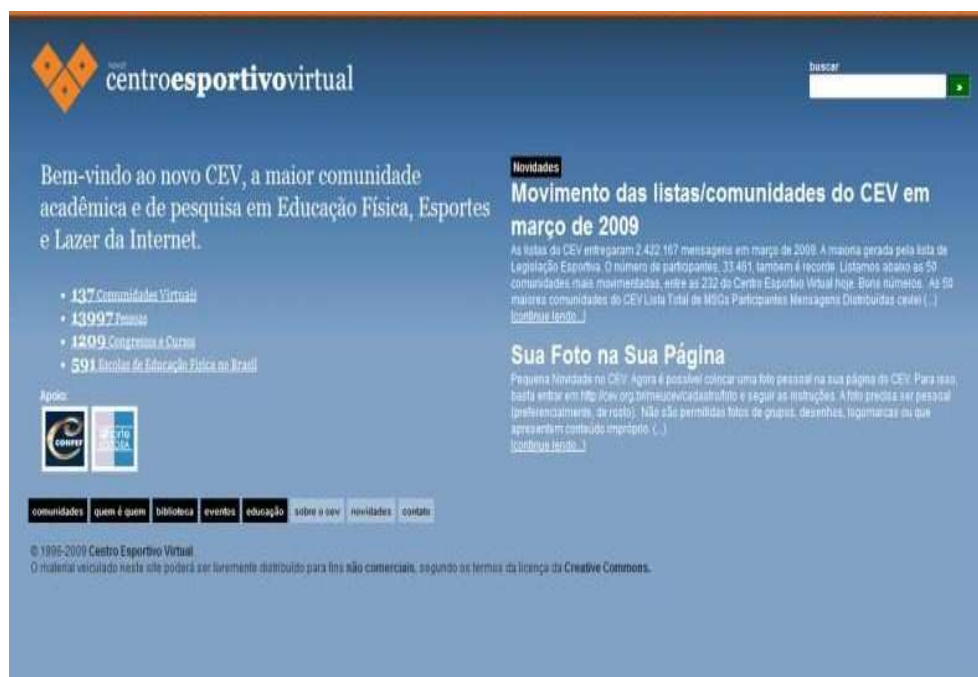 novo!
centroesportivovirtual
buscar
»
Bem-vindo ao novo CEV, a maior comunidade
acadêmica e de pesquisa em Educação Física, Esportes
e Lazer da Internet.
• 137 Comunidades Virtuais
• 13997 Pessoas
• 1209 Congressos e Cursos
• 591 Escolas de Educação Física no Brasil
Apoio:
CONFEF
Novidades
Movimento das listas/comunidades do CEV em
março de 2009
As listas do CEV entregaram 2.422.167 mensagens em março de 2009. A maioria gerada pela lista de
Legislação Esportiva. O número de participantes, 33.461, também é recorde. Listamos abaixo as 50
comunidades mais movimentadas, entre as 232 do Centro Esportivo Virtual hoje. Bons números. As 50
maiores comunidades do CEV Lista Total de MSGs Participantes Mensagens Distribuídas (...)
[continue lendo...]
Sua Foto na Sua Página
Pequena Novidade no CEV: Agora é possível colocar uma foto pessoal na sua página do CEV. Para isso,
basta entrar em http://cev.org.br/meucev/cadastro/foto e seguir as instruções. A foto precisa ser pessoal
(preferencialmente, de rosto). Não são permitidas fotos de grupos, desenhos, logomarcas ou que
apresentem conteúdo impróprio. (...)
[continue lendo...]
comunidades quem é quem biblioteca eventos educação sobre o cev novidades contato
© 1996-2009 Centro Esportivo Virtual
O material veiculado neste site poderá ser livremente distribuído para fins não comerciais, segundo os termos da licença da Creative Commons.